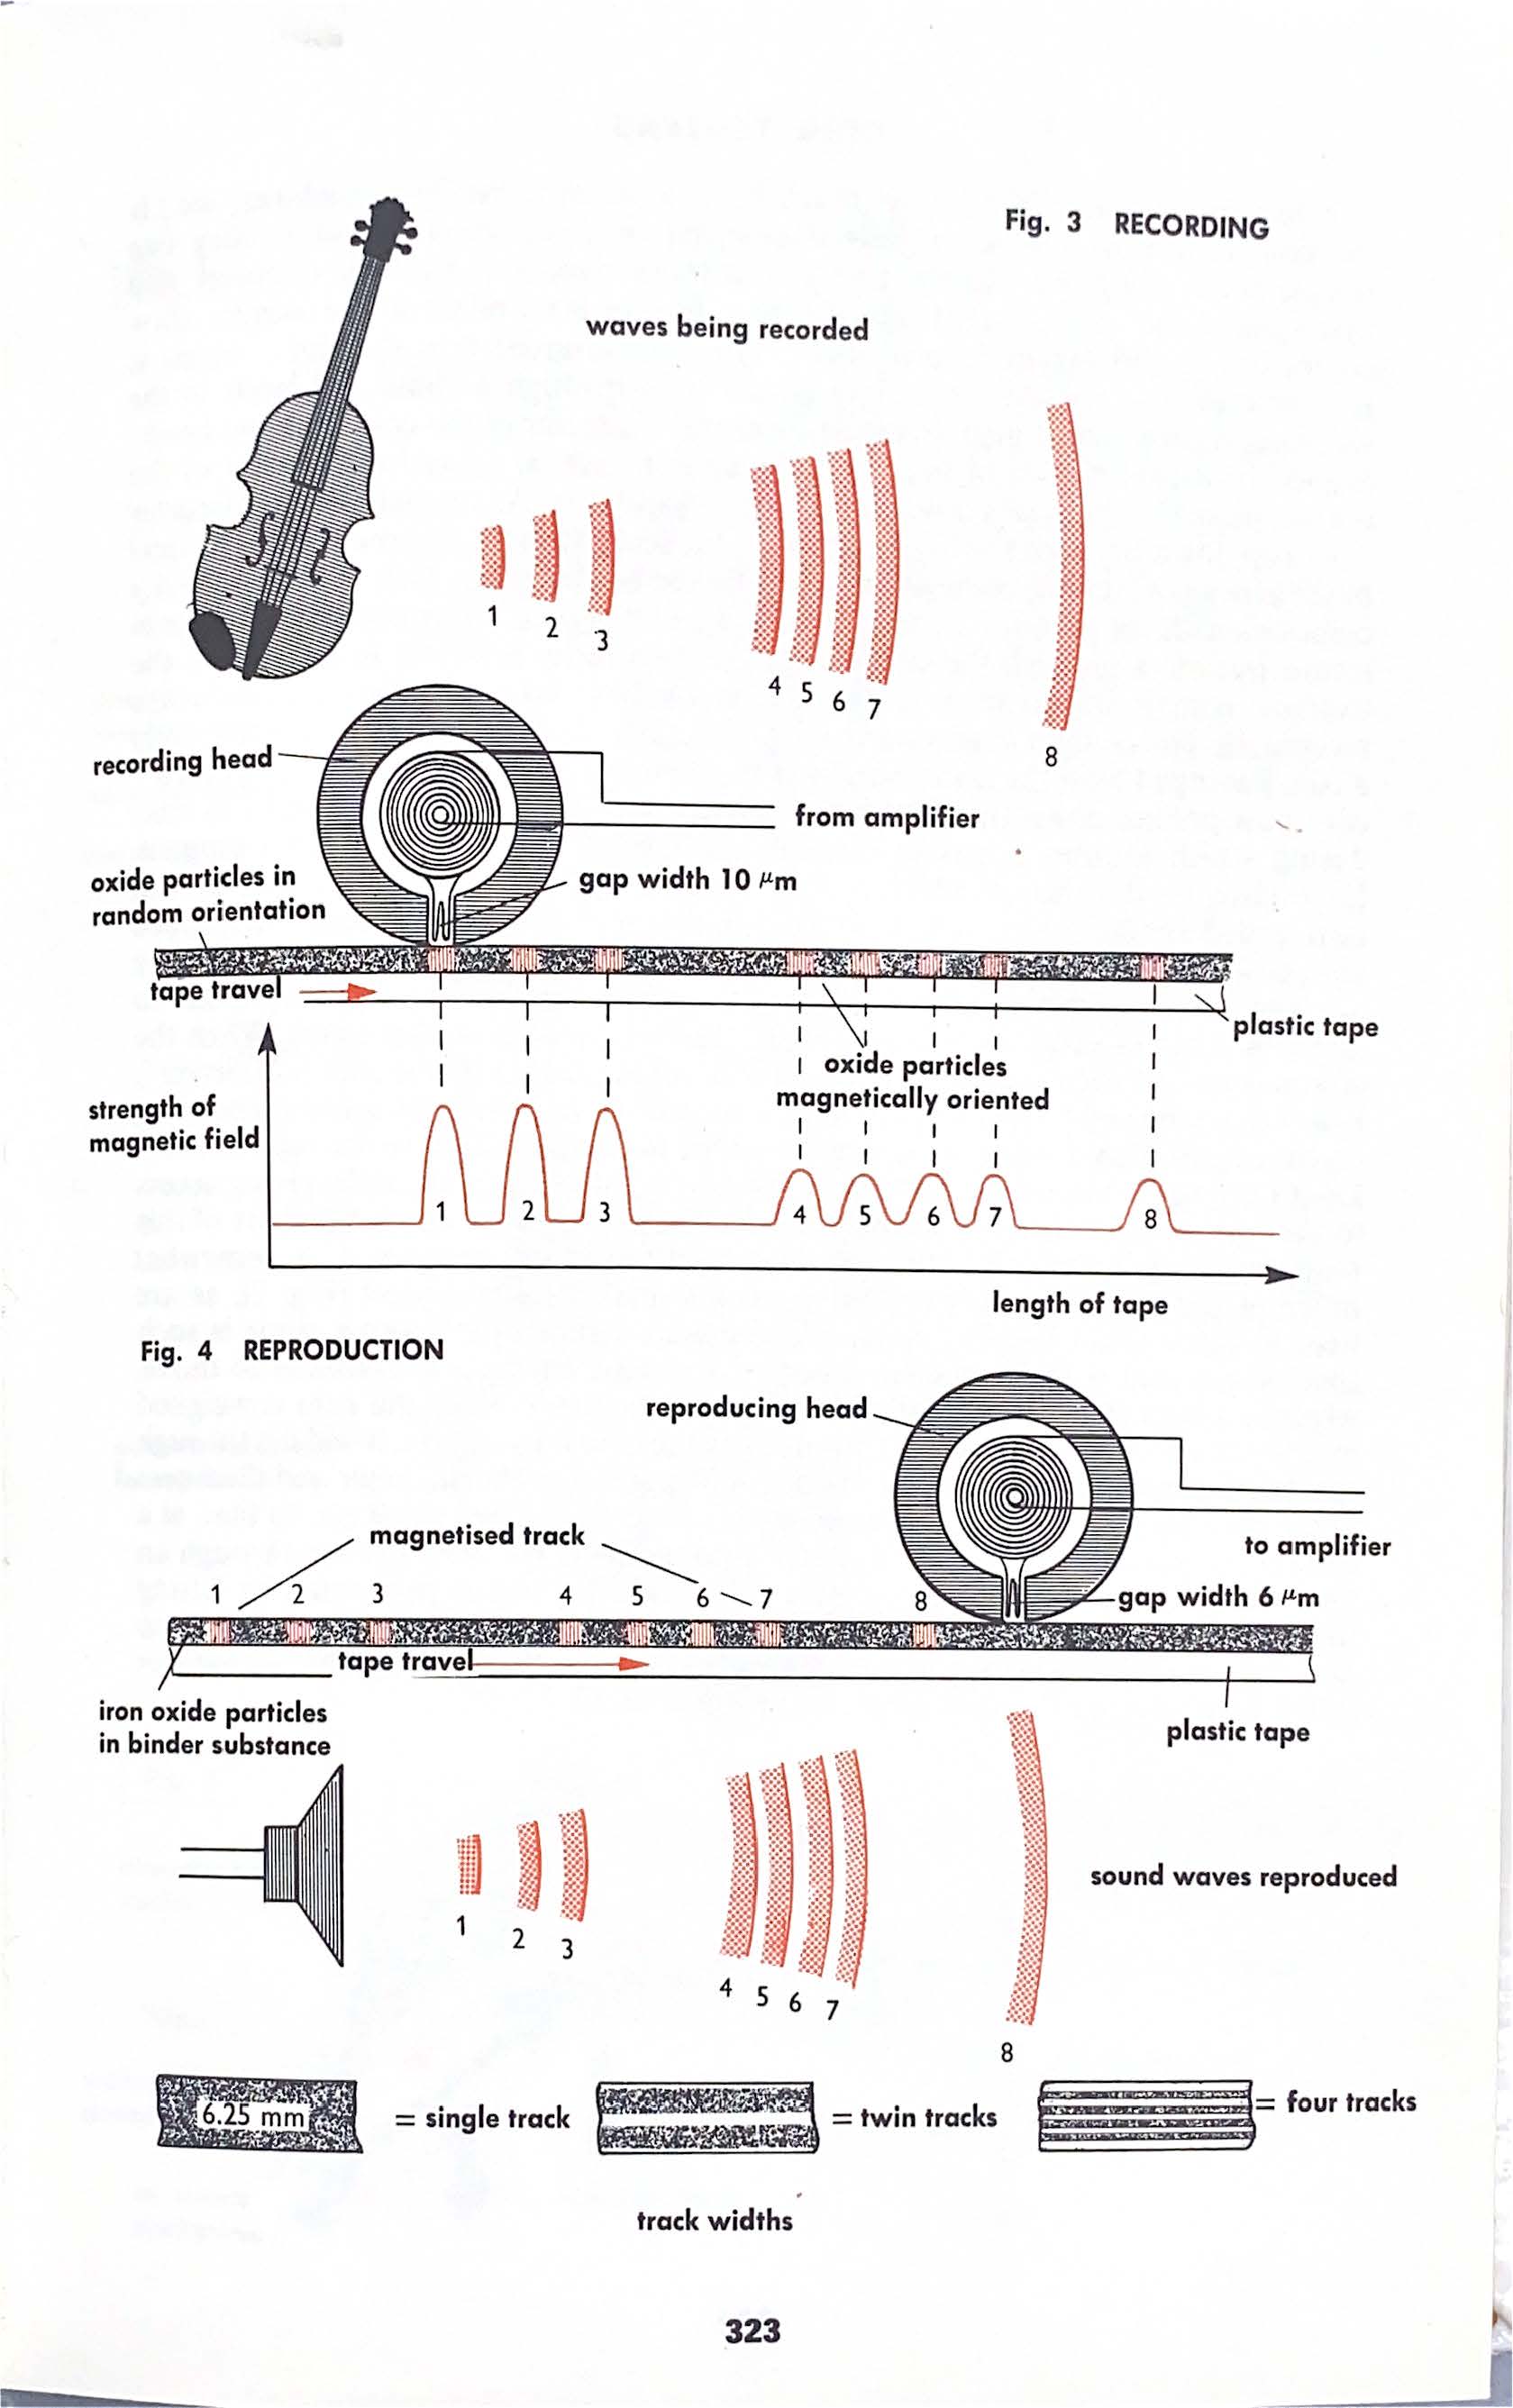 Fig. 3 RECORDING
waves being recorded
1
2
3
4
5
6
7
8
recording head
from amplifier
gap width 10 μm
oxide particles in
random orientation
tape travel
plastic tape
oxide particles
magnetically oriented
strength of
magnetic field
1
2
3
4
5
6
7
8
length of tape
Fig. 4 REPRODUCTION
reproducing head
to amplifier
magnetised track
1
2
3
4
5
6
7
8
gap width 6 μm
tape travel
iron oxide particles
in binder substance
plastic tape
sound waves reproduced
1
2
3
4
5
6
7
8
6.25 mm
= single track
= twin tracks
= four tracks
track widths
323